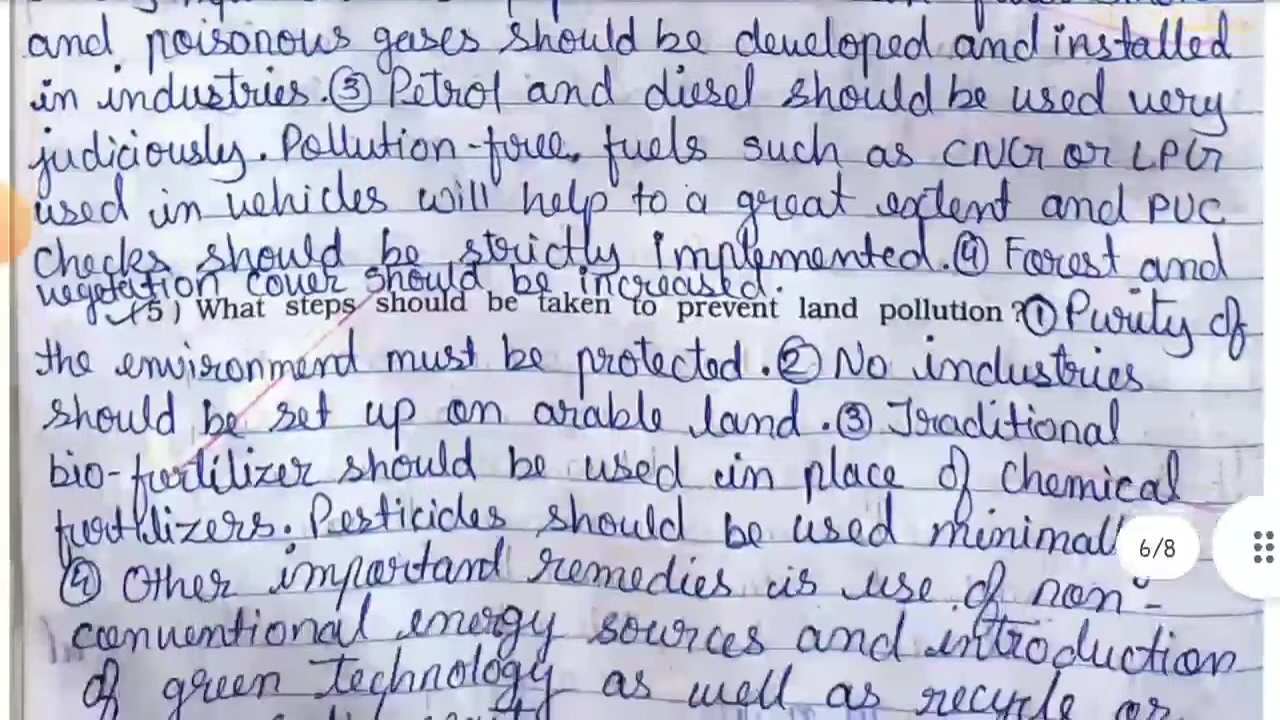 and poisonous gases should be developed and installed
in industries. ③ Petrol and diesel should be used very
judiciously. Pollution-free, fuels such as CNG or LPG
used in vehicles will help to a great extent and PUC
checks should be strictly implemented. ④ Forest and
vegetation cover should be increased.
(5) What steps should be taken to prevent land pollution ? ① Purity of
the environment must be protected. ② No industries
should be set up on arable land. ③ Traditional
bio-fertilizer should be used in place of chemical
fertilizers. Pesticides should be used minimall
6/8
④ Other important remedies is use of non-
conventional energy sources and introduction
of green technology as well as recycle or